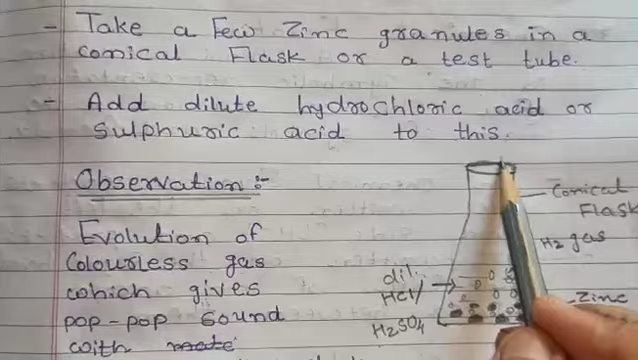 - Take a Few Zinc granules in a
conical Flask or a test tube.
- Add dilute hydrochloric acid or
sulphuric acid to this.
Observation :-
Evolution of
Colourless gas
which gives
pop-pop sound
with
Conical
Flask
H2 gas
dil.
HCl/
H2SO4
Zinc